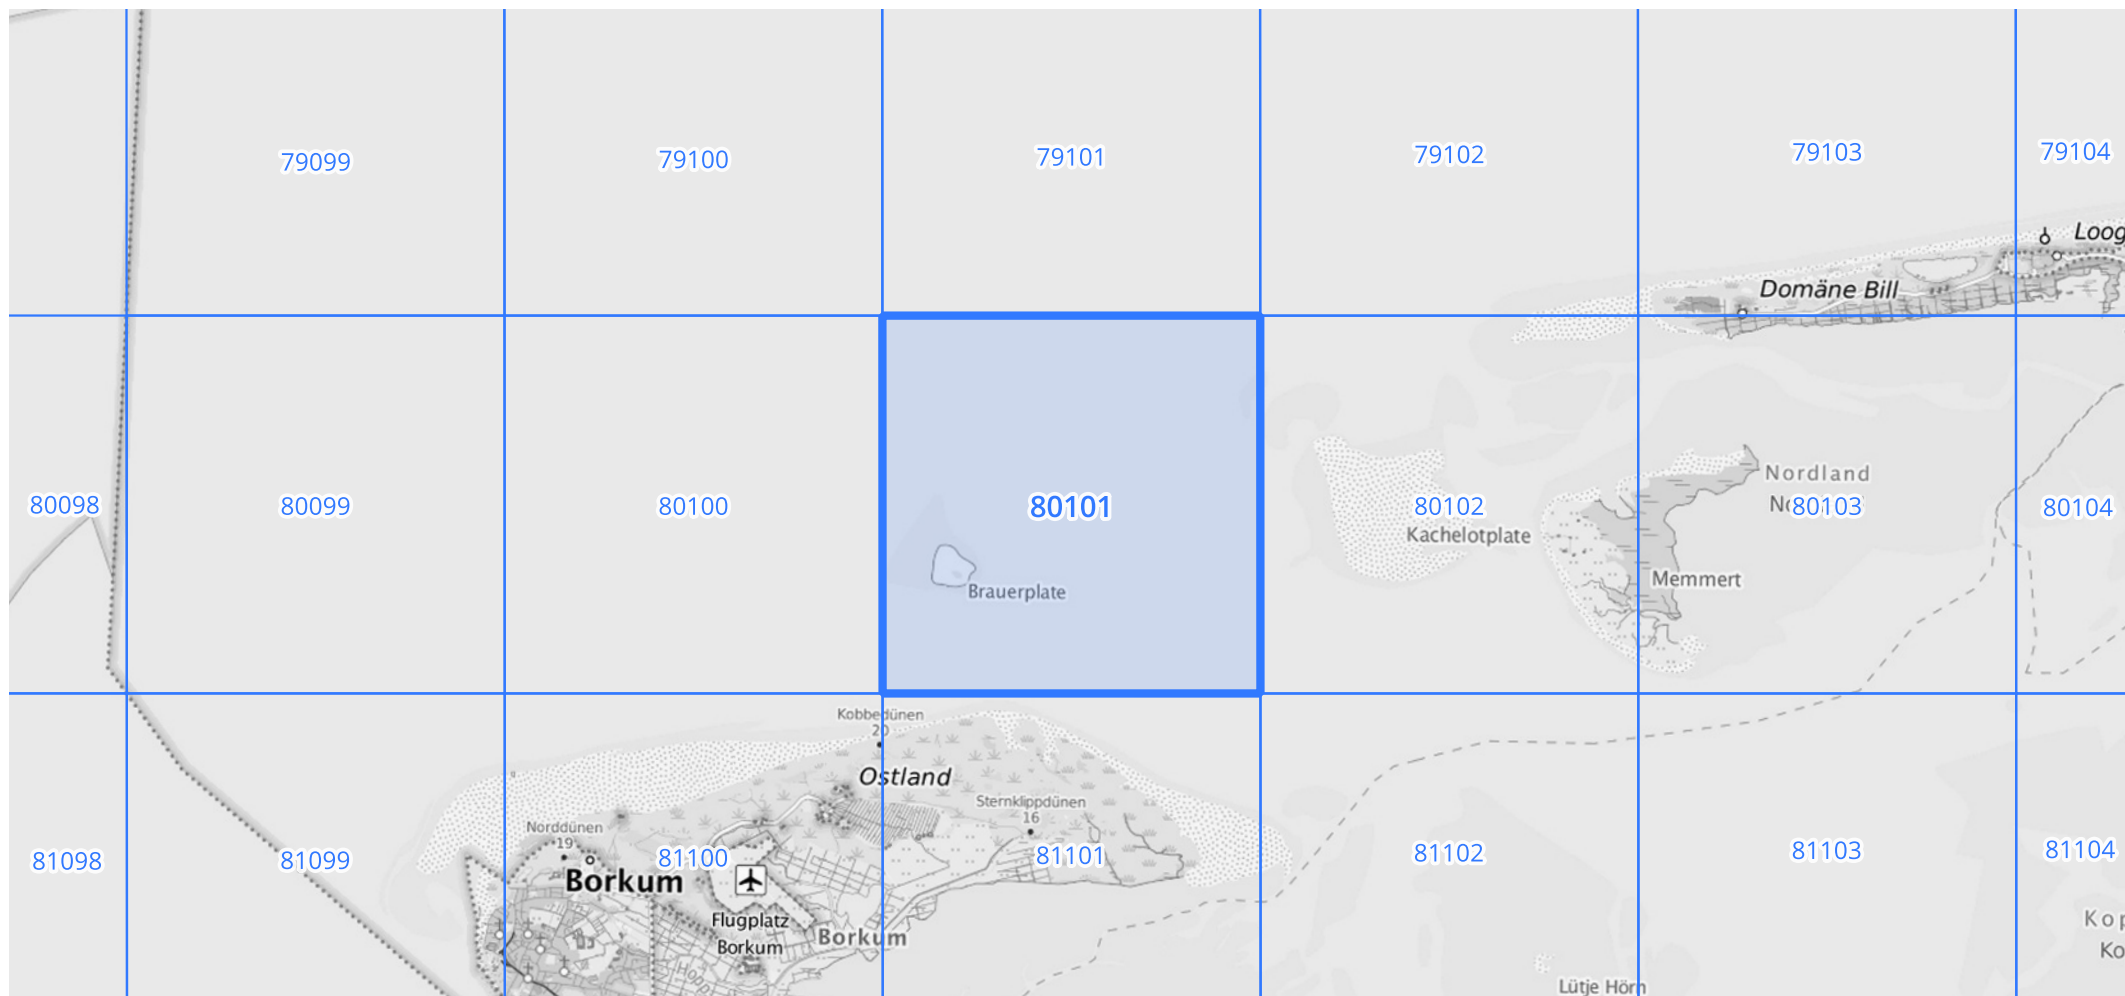 79099
79100
79101
79102
79103
79104
Loog
Domäne Bill
80098
80099
80100
80101
80102
Nordland
80103
80104
Kachelotplate
Memmert
Brauerplate
Kobbedünen
20
Ostland
Sternklippdünen
16
Norddünen
19
81098
81099
81100
81101
81102
81103
81104
Borkum
Flugplatz
Borkum
Borkum
Kop
Ko
Lütje Hörn